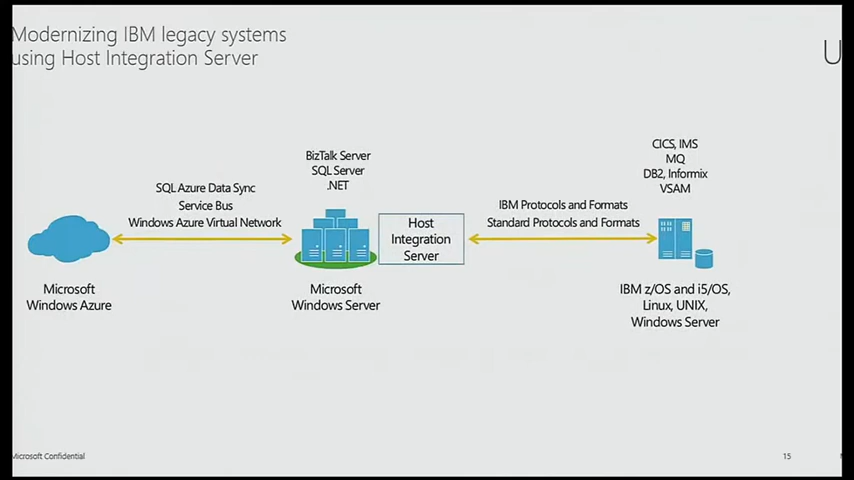 Modernizing IBM legacy systems
using Host Integration Server
U
CICS, IMS
MQ
DB2, Informix
VSAM
BizTalk Server
SQL Server
.NET
SQL Azure Data Sync
Service Bus
Windows Azure Virtual Network
IBM Protocols and Formats
Standard Protocols and Formats
Host
Integration
Server
Microsoft
Windows Azure
Microsoft
Windows Server
IBM z/OS and i5/OS,
Linux, UNIX,
Windows Server
Microsoft Confidential
15